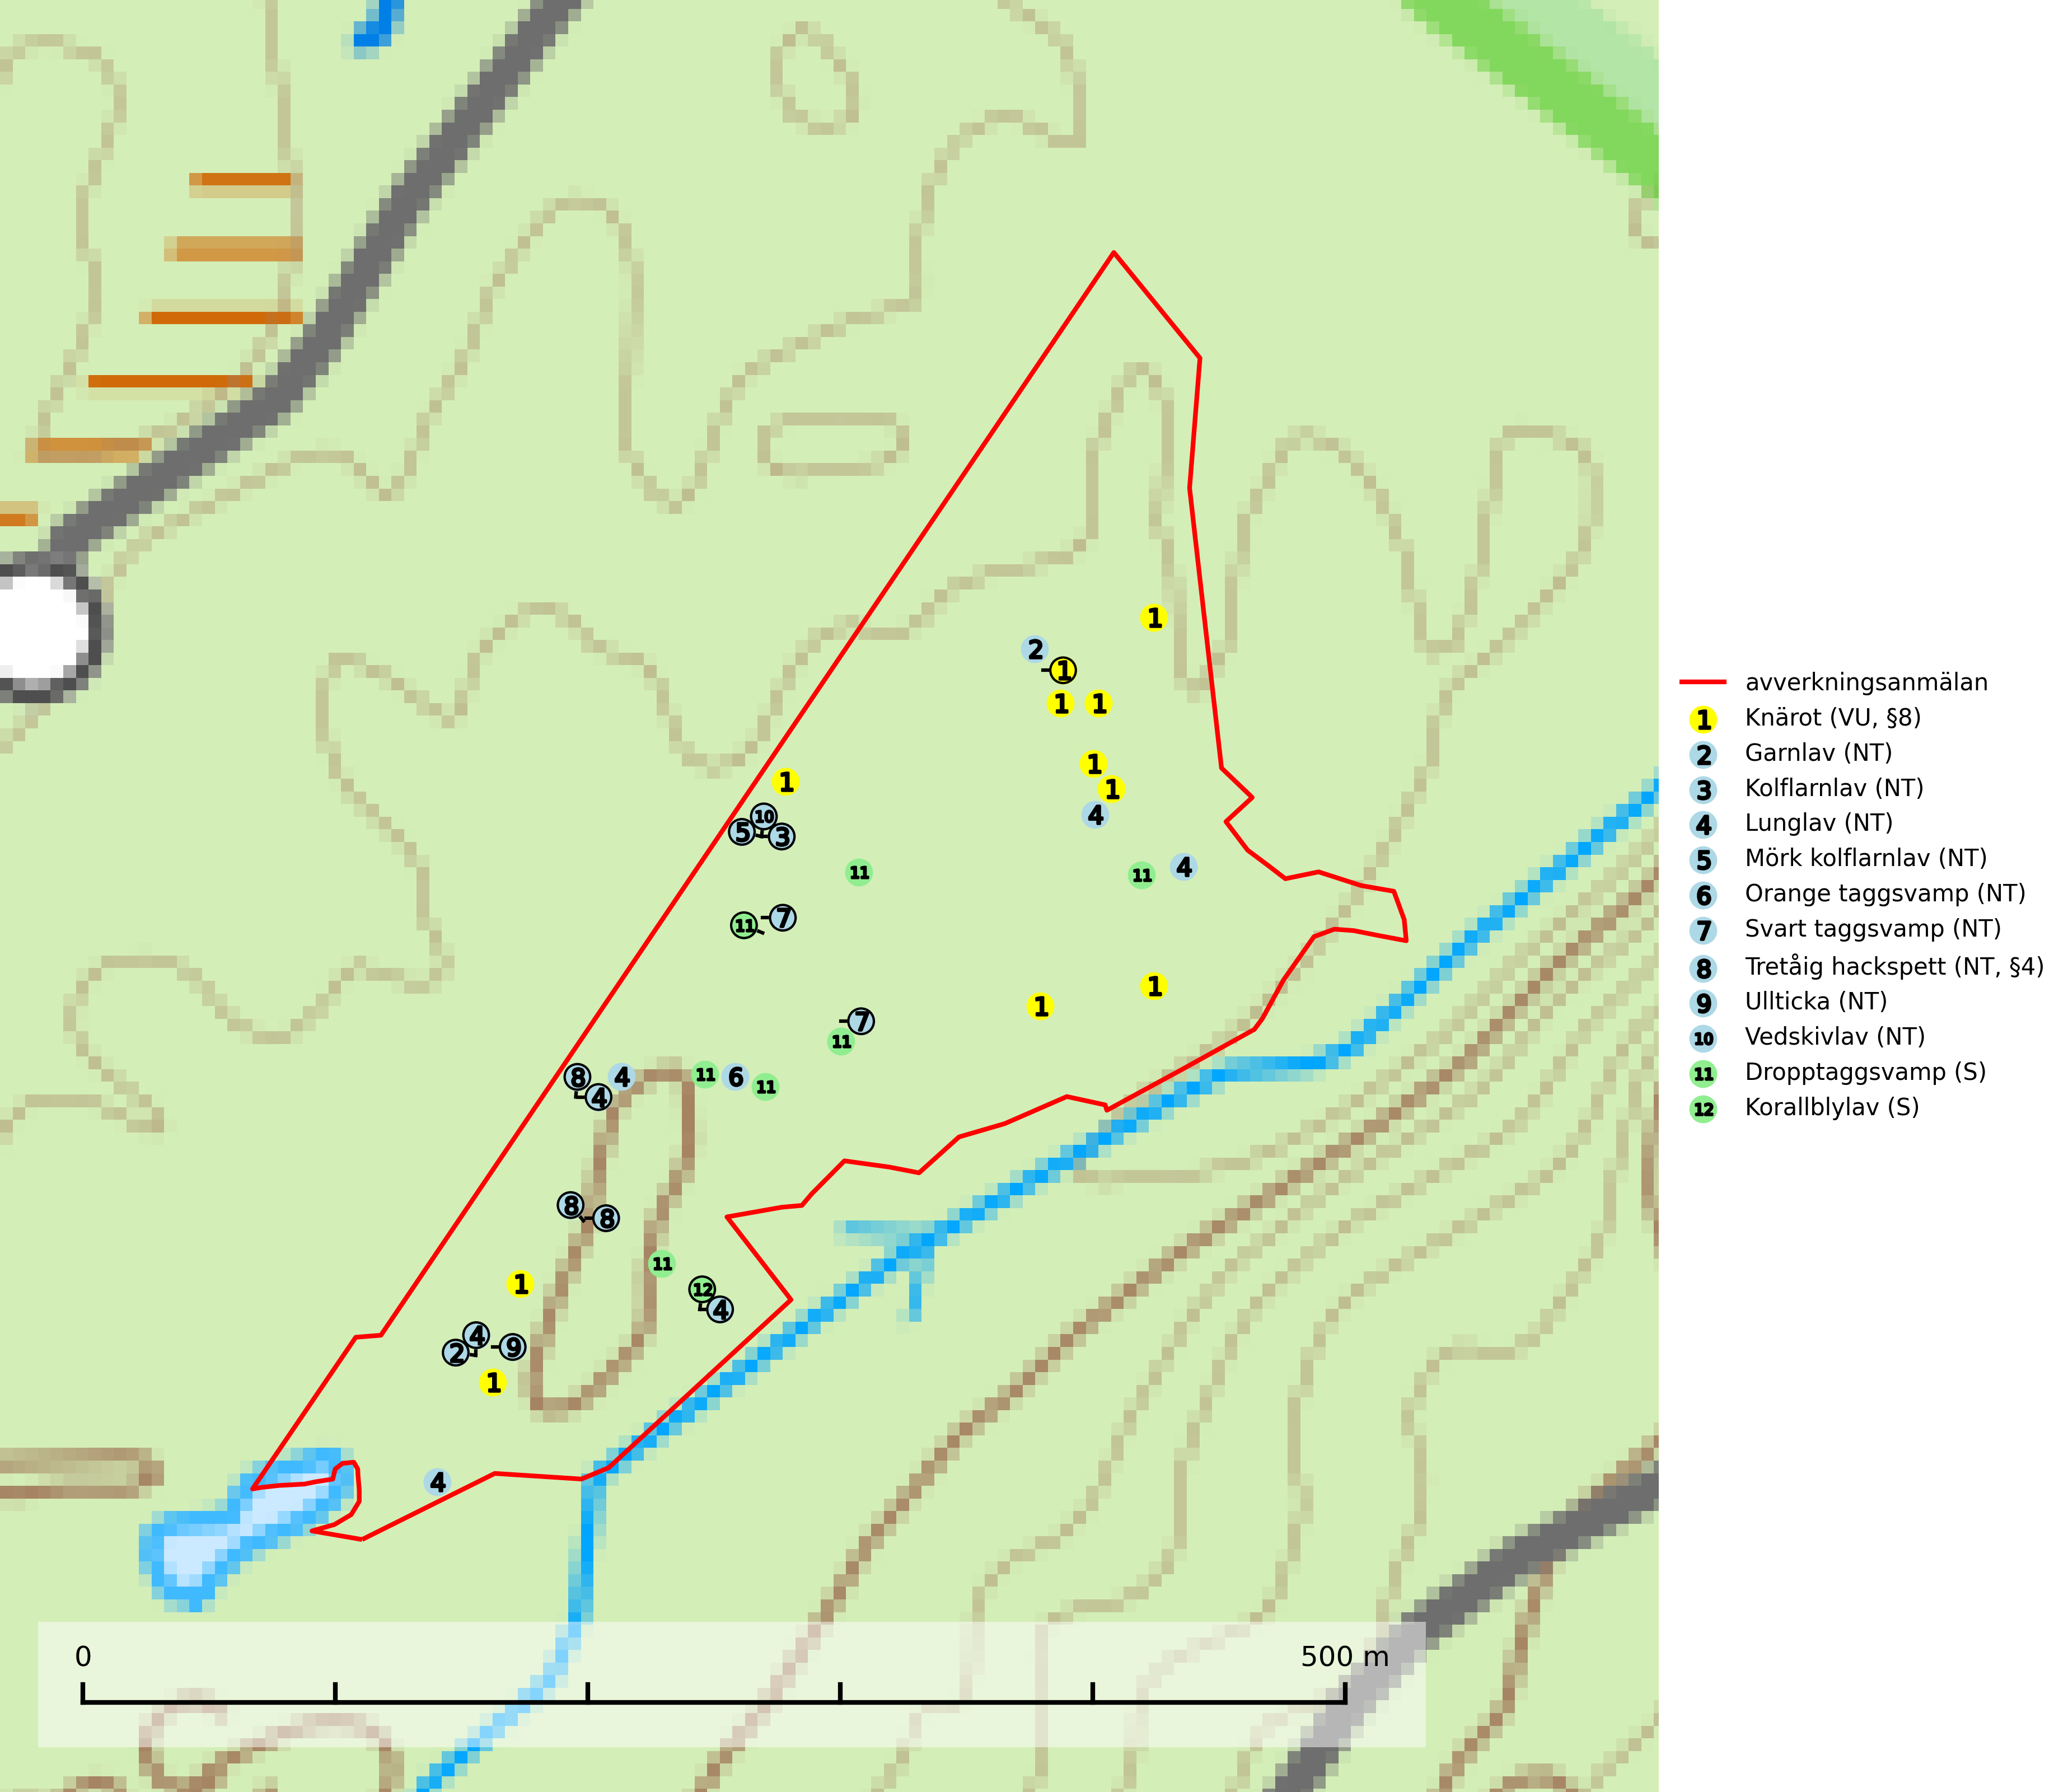 1
2
1
1
1
1
1
1
10
5
3
4
11
11
4
11
7
1
1
7
11
8
4
4
11
6
11
8
8
11
1
12
4
4
2
9
1
4
0
500 m
avverkningsanmälan
1 Knärot (VU, §8)
2 Garnlav (NT)
3 Kolflarnlav (NT)
4 Lunglav (NT)
5 Mörk kolflarnlav (NT)
6 Orange taggsvamp (NT)
7 Svart taggsvamp (NT)
8 Tretåig hackspett (NT, §4)
9 Ullticka (NT)
10 Vedskivlav (NT)
11 Dropptaggsvamp (S)
12 Korallblylav (S)